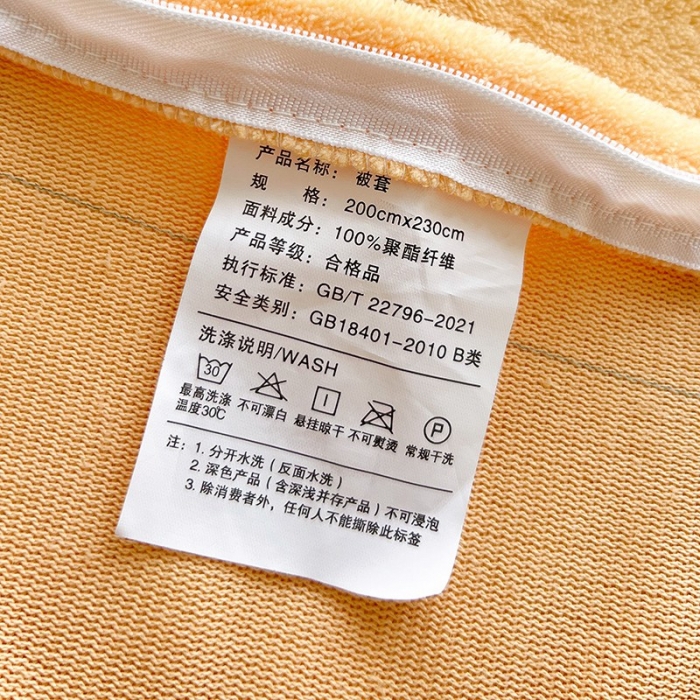 产品名称：被套
规　　格：200cmx230cm
面料成分：100%聚酯纤维
产品等级：合格品
执行标准：GB/T 22796-2021
安全类别：GB18401-2010 B类
洗涤说明/WASH
30
P
最高洗涤温度30℃ 不可漂白 悬挂晾干 不可熨烫 常规干洗
注：1. 分开水洗（反面水洗）
2. 深色产品（含深浅并存产品）不可浸泡
3. 除消费者外，任何人不能撕除此标签